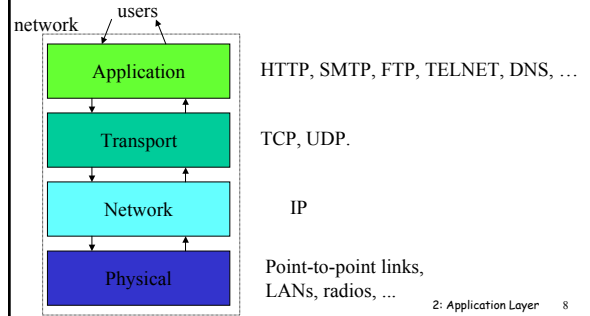 users
network
Application
HTTP, SMTP, FTP, TELNET, DNS, …
Transport
TCP, UDP.
Network
IP
Physical
Point-to-point links,
LANs, radios, ...
2: Application Layer 8